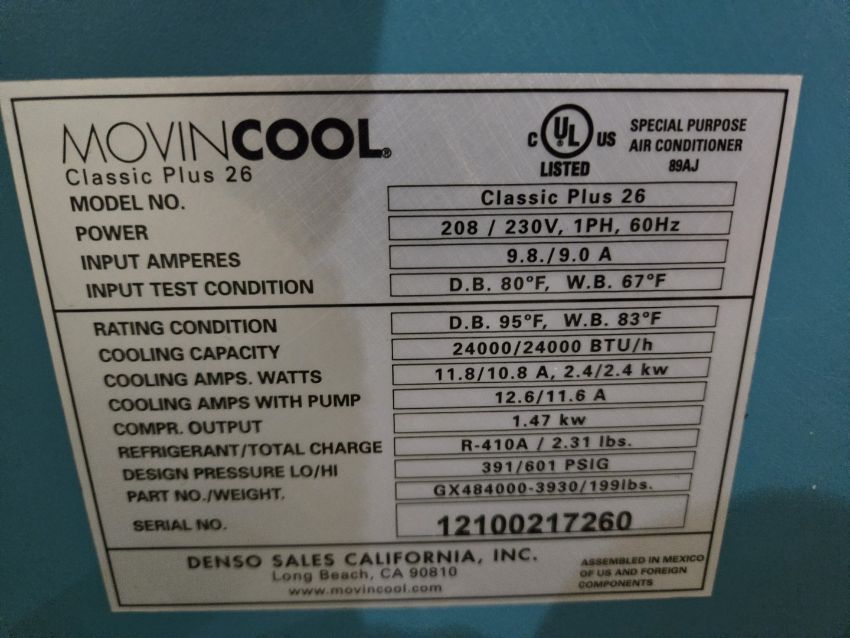 MOVINCOOL®
Classic Plus 26
c UL US
LISTED
SPECIAL PURPOSE
AIR CONDITIONER
89AJ
MODEL NO. Classic Plus 26
POWER 208 / 230V, 1PH, 60Hz
INPUT AMPERES 9.8./9.0 A
INPUT TEST CONDITION D.B. 80°F, W.B. 67°F
RATING CONDITION D.B. 95°F, W.B. 83°F
COOLING CAPACITY 24000/24000 BTU/h
COOLING AMPS. WATTS 11.8/10.8 A, 2.4/2.4 kw
COOLING AMPS WITH PUMP 12.6/11.6 A
COMPR. OUTPUT 1.47 kw
REFRIGERANT/TOTAL CHARGE R-410A / 2.31 lbs.
DESIGN PRESSURE LO/HI 391/601 PSIG
PART NO./WEIGHT. GX484000-3930/199lbs.
SERIAL NO. 12100217260
DENSO SALES CALIFORNIA, INC.
Long Beach, CA 90810
www.movincool.com
ASSEMBLED IN MEXICO
OF US AND FOREIGN
COMPONENTS